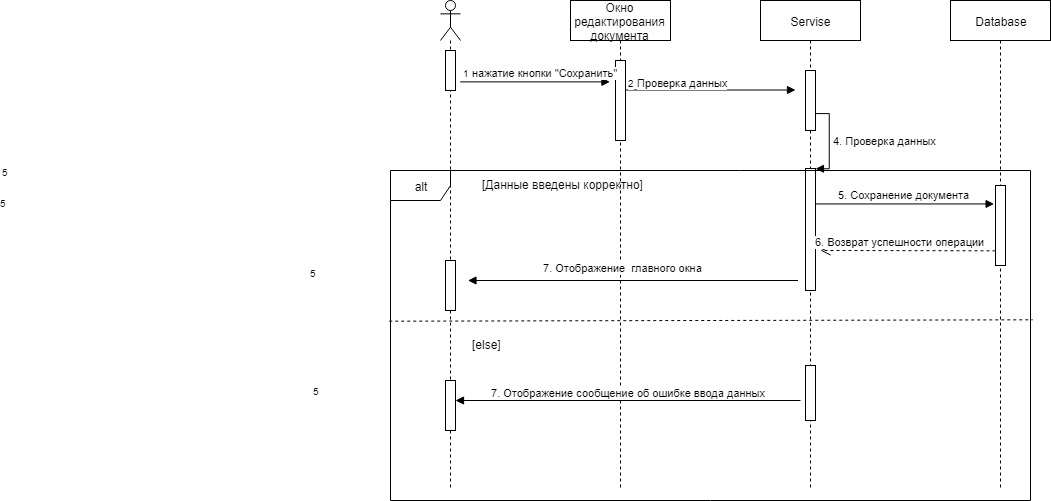 Окно
редактирования
документа
Servise
Database
1 нажатие кнопки "Сохранить"
2 Проверка данных
4. Проверка данных
5
alt
[Данные введены корректно]
5. Сохранение документа
5
6. Возврат успешности операции
5
7. Отображение главного окна
[else]
5
7. Отображение сообщение об ошибке ввода данных